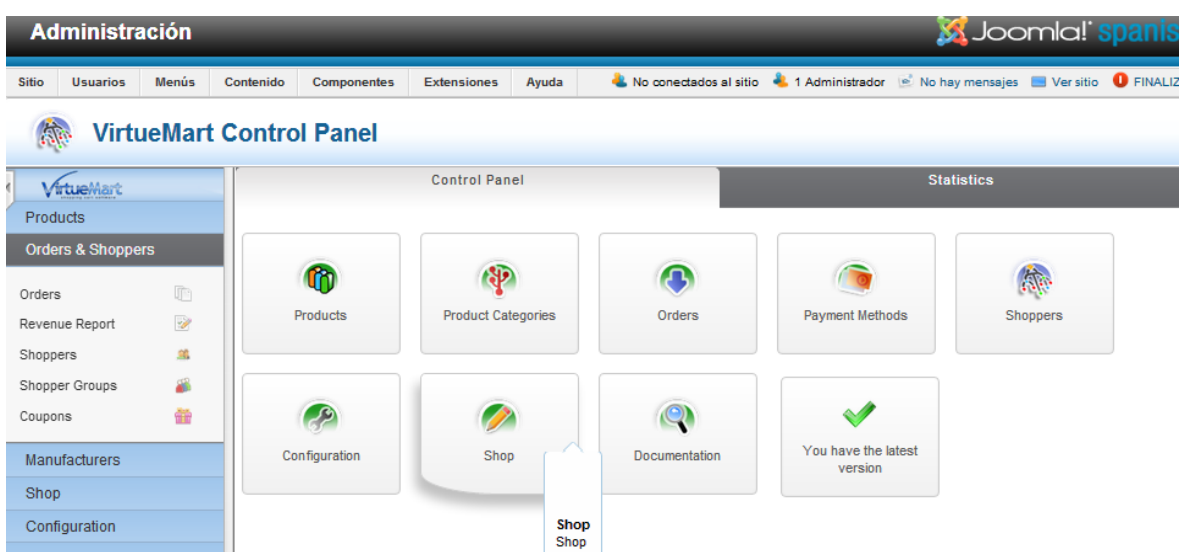 Administración
Joomla!® spanis
Sitio Usuarios Menús Contenido Componentes Extensiones Ayuda No conectados al sitio 1 Administrador No hay mensajes Ver sitio FINALIZ
VirtueMart Control Panel
VirtueMart
Control Panel Statistics
Products
Orders & Shoppers
Orders
Revenue Report
Shoppers
Shopper Groups
Coupons
Manufacturers
Shop
Configuration
Products Product Categories Orders Payment Methods Shoppers
Configuration Shop Documentation You have the latest
version
Shop
Shop